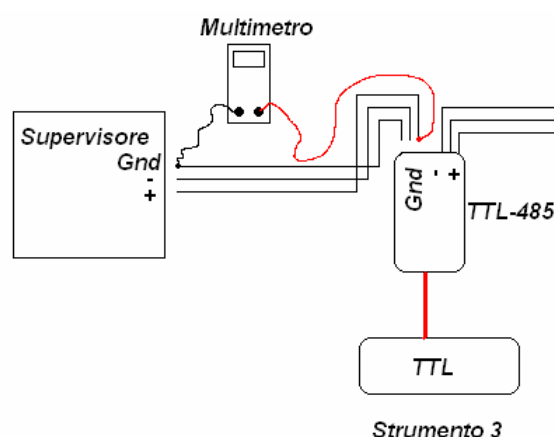 Multimetro
Supervisore
Gnd
-
+
Gnd
-
+
TTL-485
TTL
Strumento 3